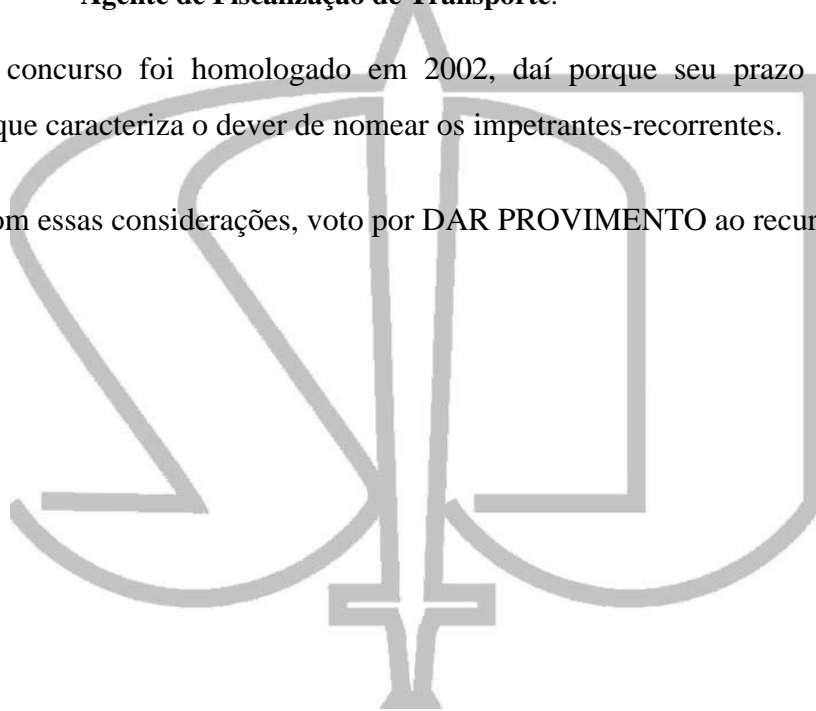 Agente de Fiscalização de Transporte.
concurso foi homologado em 2002, daí porque seu prazo
que caracteriza o dever de nomear os impetrantes-recorrentes.
om essas considerações, voto por DAR PROVIMENTO ao recur